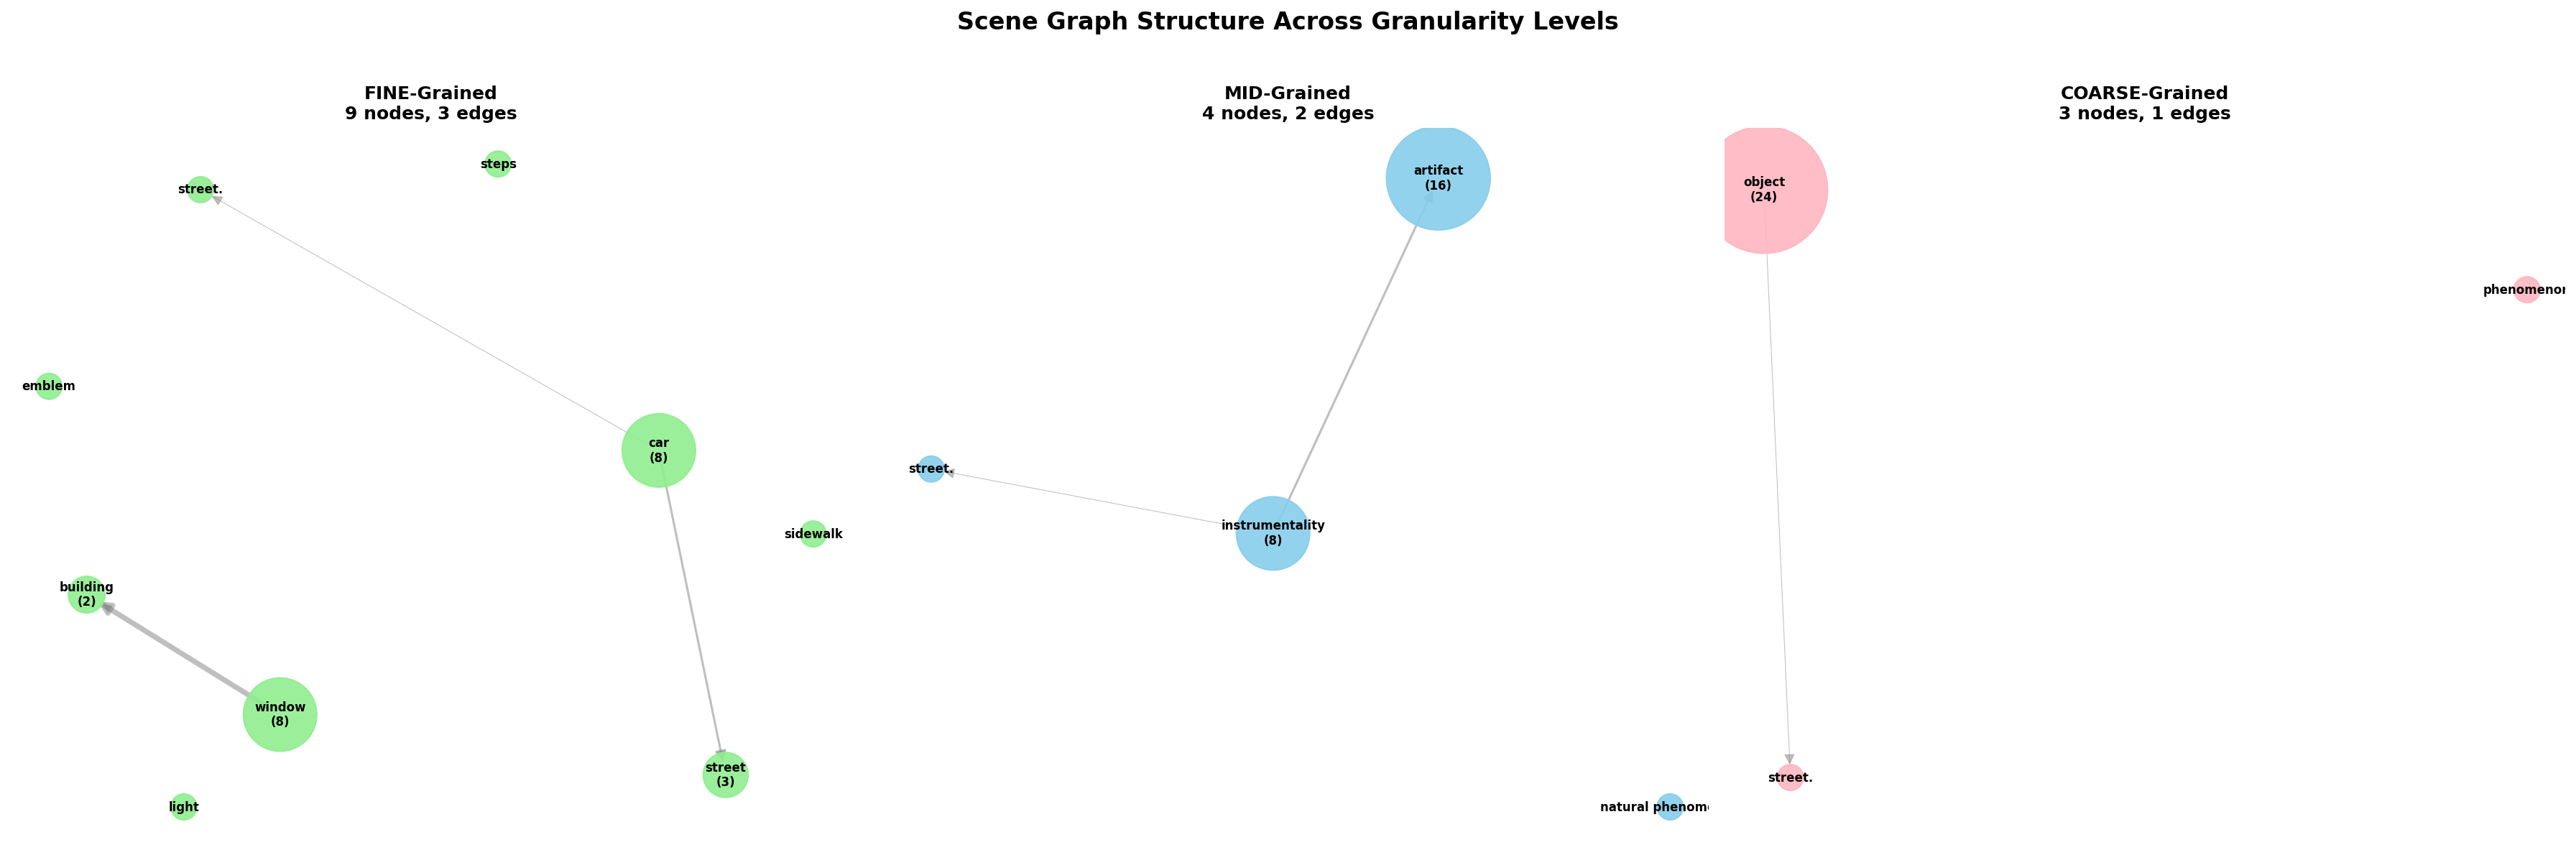 Scene Graph Structure Across Granularity Levels
FINE-Grained
9 nodes, 3 edges
steps
street.
emblem
car
(8)
sidewalk
building
(2)
window
(8)
street
(3)
light
MID-Grained
4 nodes, 2 edges
artifact
(16)
street.
instrumentality
(8)
natural phenom
COARSE-Grained
3 nodes, 1 edges
object
(24)
phenomenon
street.